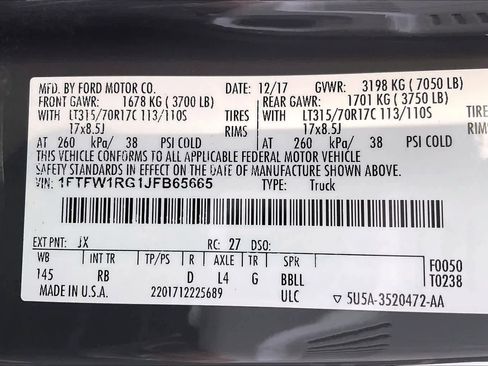 MFD. BY FORD MOTOR CO. 12/17 GVWR: 3198 KG (7050 LB)
FRONT GAWR: 1678 KG (3700 LB) REAR GAWR: 1701 KG (3750 LB)
WITH LT315/70R17C 113/110S TIRES WITH LT315/70R17C 113/110S TIRES
17x8.5J RIMS 17x8.5J RIMS
AT 260 kPa/ 38 PSI COLD AT 260 kPa/ 38 PSI COLD
THIS VEHICLE CONFORMS TO ALL APPLICABLE FEDERAL MOTOR VEHICLE
SAFETY STANDARDS IN EFFECT ON THE DATE OF MANUFACTURE SHOWN ABOVE.
VIN: 1FTFW1RG1JFB65665 TYPE: Truck
EXT PNT: JX RC: 27 DSO:
WB INT TR TP/PS R AXLE TR SPR F0050
145 RB D L4 G BBLL T0238
MADE IN U.S.A. 2201712225689 ULC ▽ 5U5A-3520472-AA